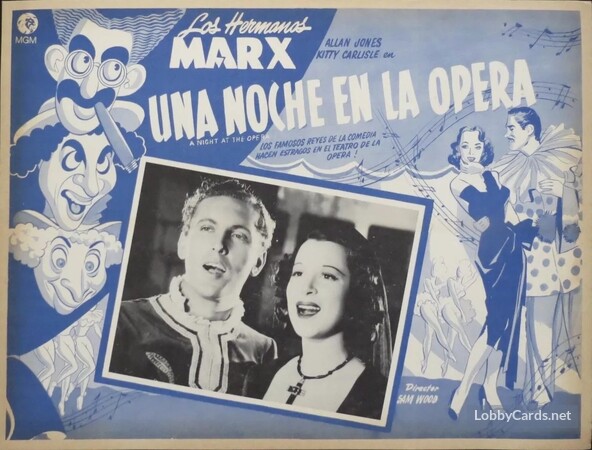 MGM
Los Hermanos
MARX
ALLAN JONES
KITTY CARLISLE en
UNA NOCHE EN LA OPERA
A NIGHT AT THE OPERA
¡LOS FAMOSOS REYES DE LA COMEDIA
HACEN ESTRAGOS EN EL TEATRO DE LA
OPERA!
Director
SAM WOOD
LobbyCards.net